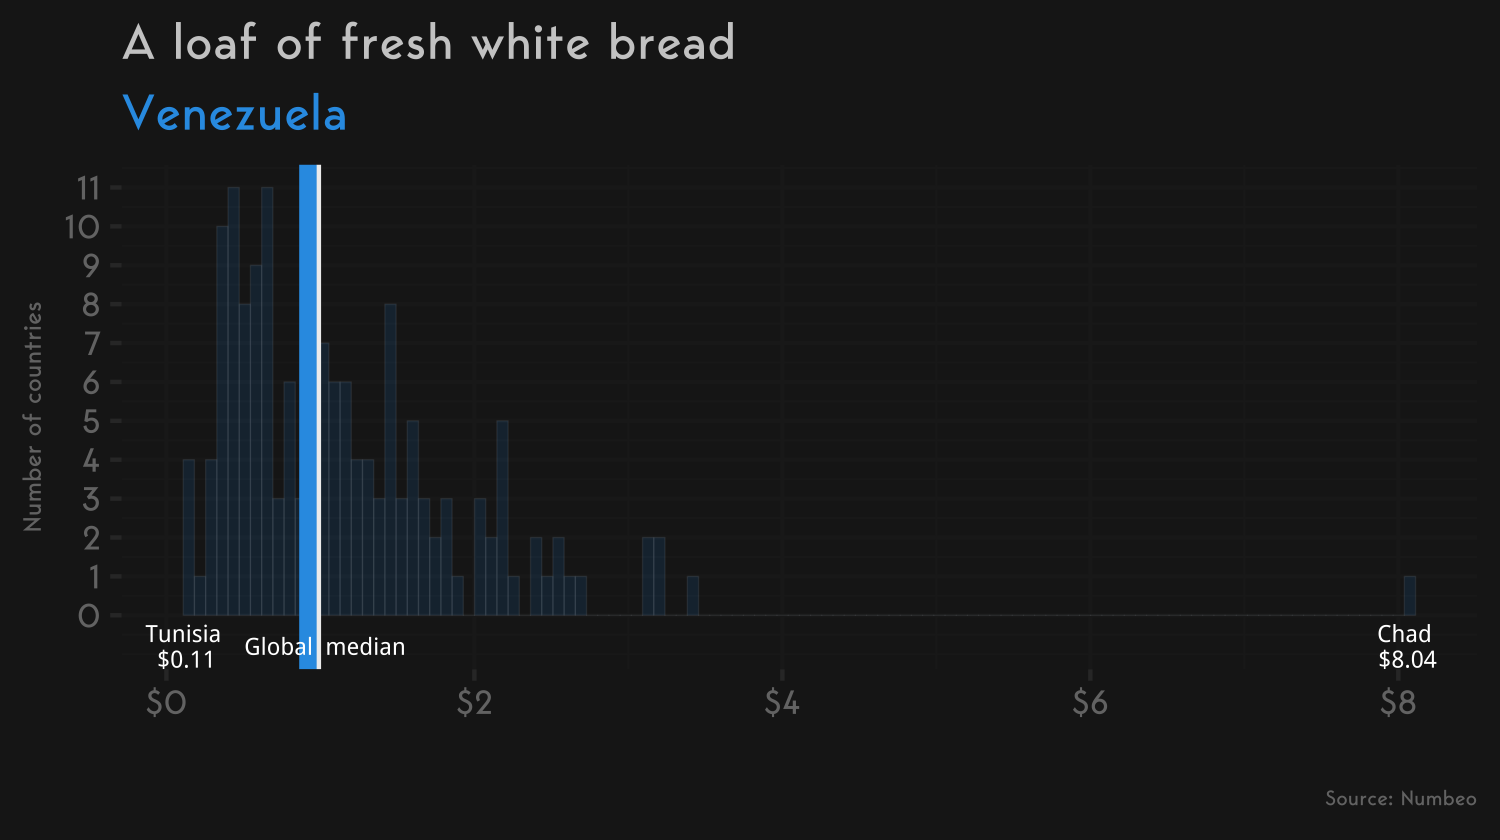 A loaf of fresh white bread
Venezuela
Number of countries
11
10
9
8
7
6
5
4
3
2
1
0
Tunisia
$0.11
Global median
Chad
$8.04
$0
$2
$4
$6
$8
Source: Numbeo